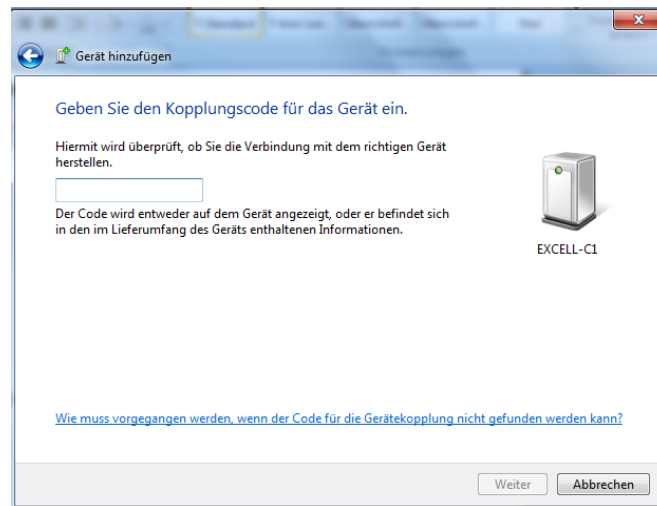 Gerät hinzufügen
Geben Sie den Kopplungscode für das Gerät ein.
Hiermit wird überprüft, ob Sie die Verbindung mit dem richtigen Gerät
herstellen.
Der Code wird entweder auf dem Gerät angezeigt, oder er befindet sich
in den im Lieferumfang des Geräts enthaltenen Informationen.
EXCELL-C1
Wie muss vorgegangen werden, wenn der Code für die Gerätekopplung nicht gefunden werden kann?
Weiter
Abbrechen